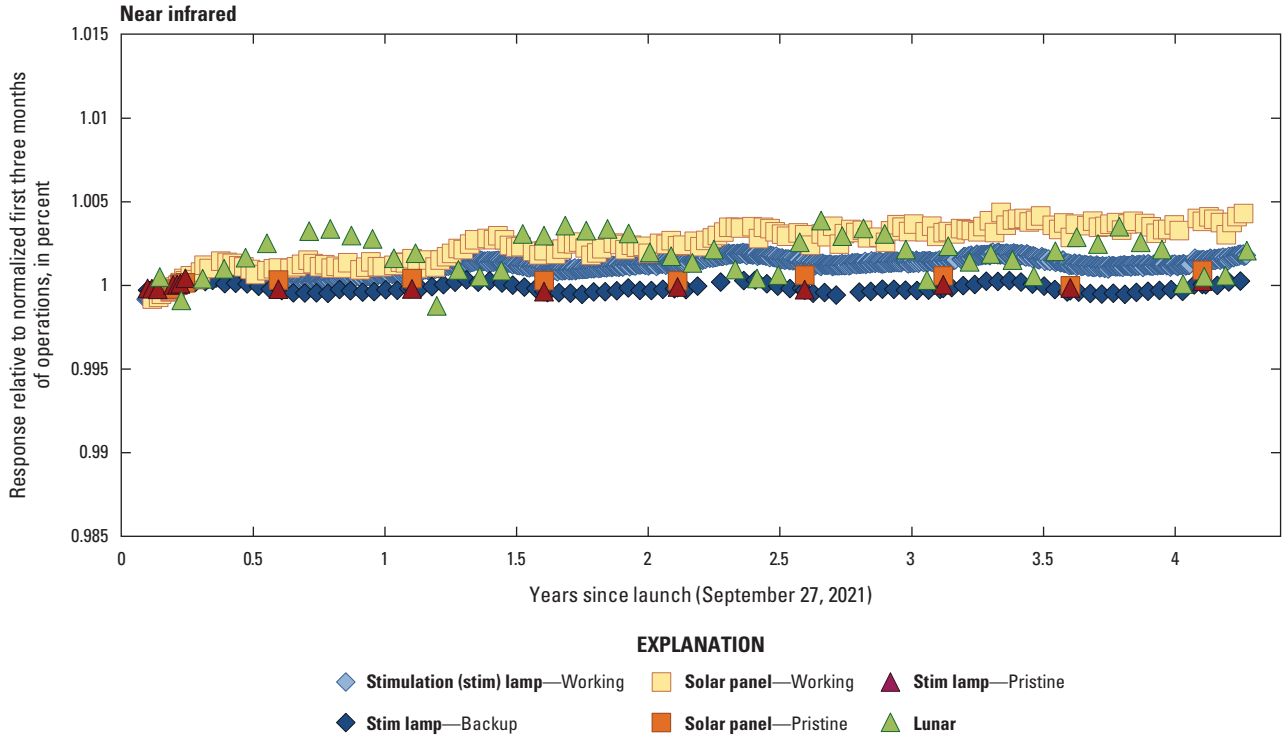 Near infrared
1.015
1.01
1.005
1
0.995
0.99
0.985
0 0.5 1 1.5 2 2.5 3 3.5 4
Response relative to normalized first three months
of operations, in percent
Years since launch (September 27, 2021)
EXPLANATION
Stimulation (stim) lamp—Working
Solar panel—Working
Stim lamp—Pristine
Stim lamp—Backup
Solar panel—Pristine
Lunar